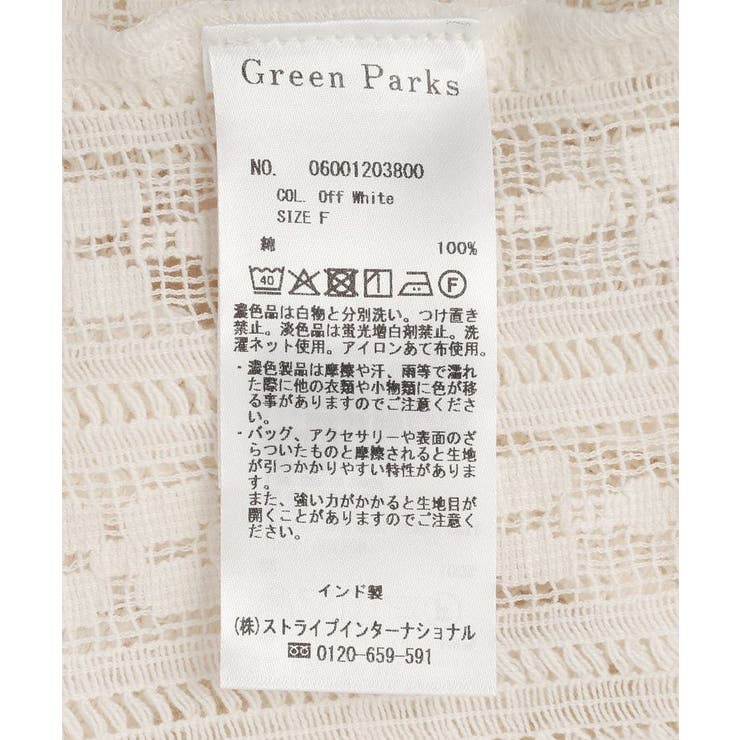 Green Parks
NO. 06001203800
COL. Off White
SIZE F
綿 100%
40 F
濃色品は白物と分別洗い。つけ置き
禁止。淡色品は蛍光増白剤禁止。洗
濯ネット使用。アイロンあて布使用。
・濃色製品は摩擦や汗、雨等で濡れ
た際に他の衣類や小物類に色が移
る事がありますのでご注意くださ
い。
・バッグ、アクセサリーや表面のざ
らついたものと摩擦されると生地
が引っかかりやすい特性がありま
す。
また、強い力がかかると生地目が
開くことがありますのでご注意く
ださい。
インド製
(株)ストライプインターナショナル
0120-659-591